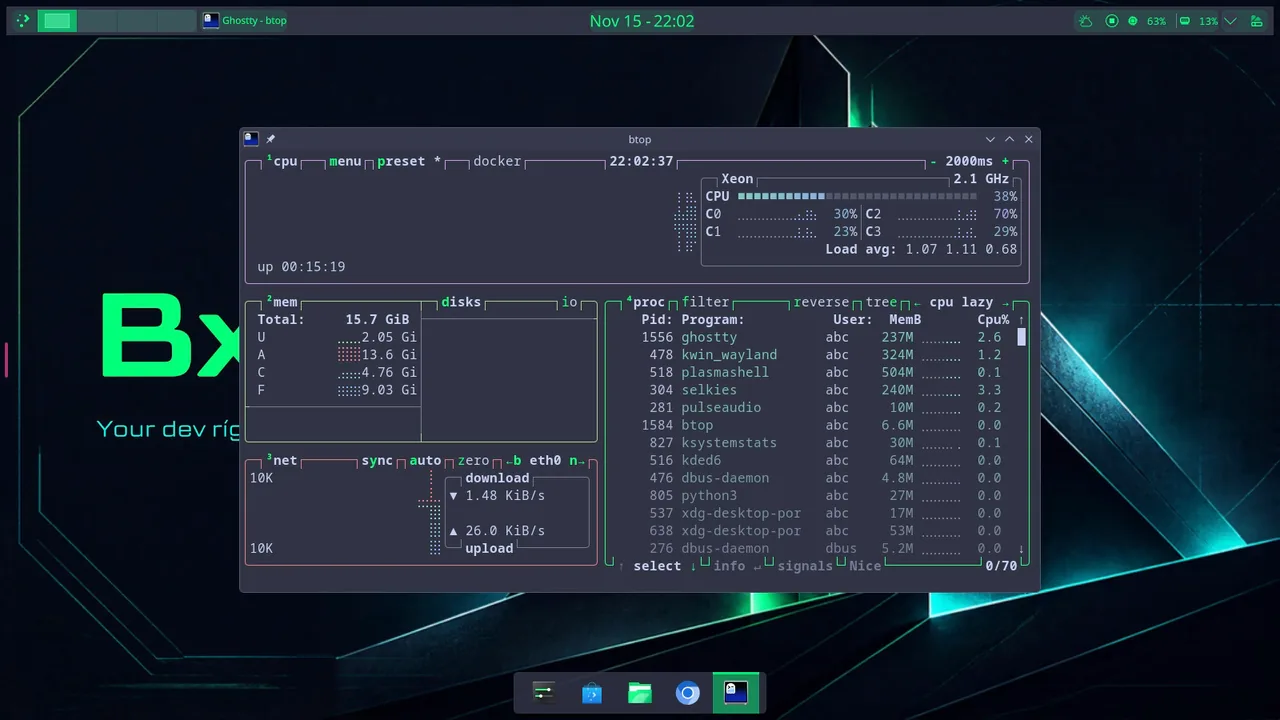 Ghostty - btop
Nov 15 - 22:02
63%
13%
btop
¹cpu menu preset * docker 22:02:37 - 2000ms +
Xeon 2.1 GHz
CPU 38%
C0 30% C2 70%
C1 23% C3 29%
Load avg: 1.07 1.11 0.68
up 00:15:19
²mem disks io
Total: 15.7 GiB
U 2.05 Gi
A 13.6 Gi
C 4.76 Gi
F 9.03 Gi
³net sync auto zero ←b eth0 n→
10K
download
▼ 1.48 KiB/s
▲ 26.0 KiB/s
10K
upload
⁴proc filter reverse tree ← cpu lazy →
Pid: Program: User: MemB Cpu% ↑
1556 ghostty abc 237M 2.6
478 kwin_wayland abc 324M 1.2
518 plasmashell abc 504M 0.1
304 selkies abc 240M 3.3
281 pulseaudio abc 10M 0.2
1584 btop abc 6.6M 0.0
827 ksystemstats abc 30M 0.1
516 kded6 abc 64M 0.0
476 dbus-daemon abc 4.8M 0.0
805 python3 abc 27M 0.0
537 xdg-desktop-por abc 17M 0.0
638 xdg-desktop-por abc 53M 0.0
276 dbus-daemon dbus 5.2M 0.0 ↓
↑ select ↓ info ↵ signals Nice 0/70
Bx
Your dev rig